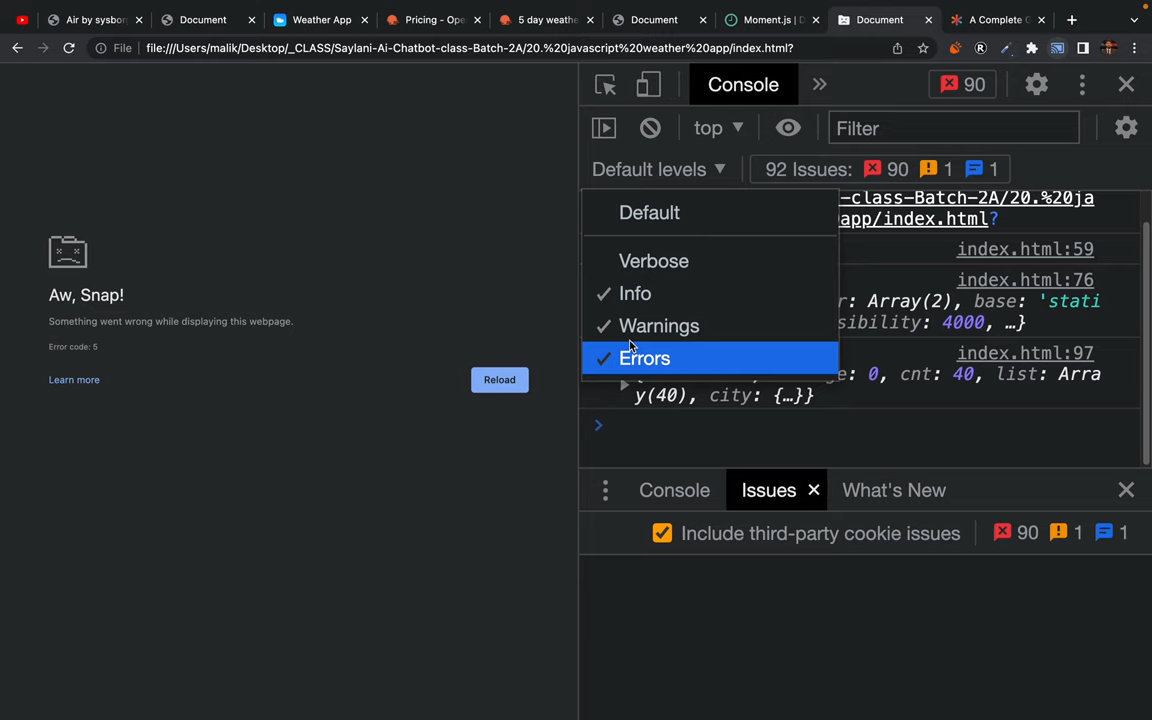 Air by sysborg
Document
Weather App
Pricing - Ope
5 day weathe
Document
Moment.js | D
Document
A Complete G
File
file:///Users/malik/Desktop/_CLASS/Saylani-Ai-Chatbot-class-Batch-2A/20.%20javascript%20weather%20app/index.html?
Aw, Snap!
Something went wrong while displaying this webpage.
Error code: 5
Learn more
Reload
Console
90
top
Filter
Default levels
92 Issues: 90 1 1
Default
Verbose
Info
Warnings
Errors
-class-Batch-2A/20.%20ja
app/index.html?
index.html:59
index.html:76
r: Array(2), base: 'stati
sibility: 4000, …}
index.html:97
ge: 0, cnt: 40, list: Arra
y(40), city: {…}}
Console
Issues
What's New
Include third-party cookie issues
90 1 1